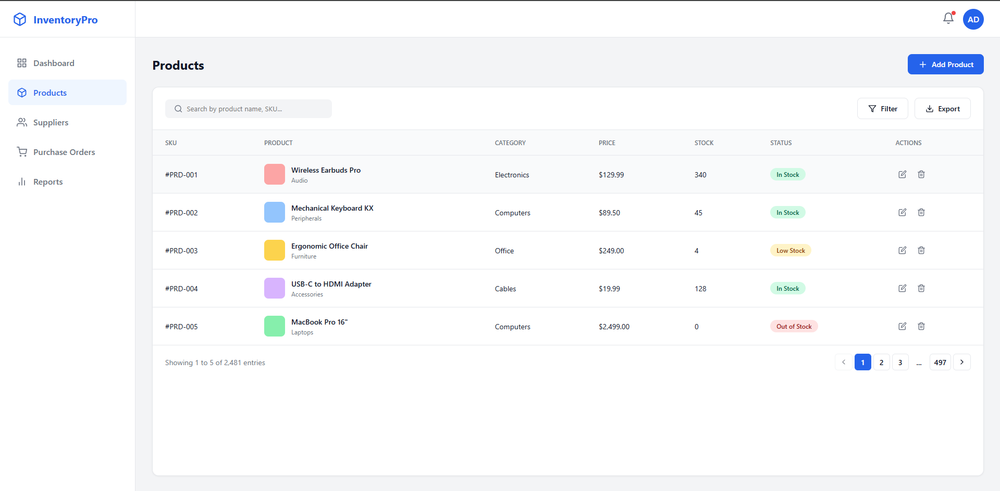 InventoryPro
AD
Dashboard
Products
Suppliers
Purchase Orders
Reports
Products
Add Product
Search by product name, SKU...
Filter
Export
SKU PRODUCT CATEGORY PRICE STOCK STATUS ACTIONS
#PRD-001 Wireless Earbuds Pro Electronics $129.99 340 In Stock
Audio
#PRD-002 Mechanical Keyboard KX Computers $89.50 45 In Stock
Peripherals
#PRD-003 Ergonomic Office Chair Office $249.00 4 Low Stock
Furniture
#PRD-004 USB-C to HDMI Adapter Cables $19.99 128 In Stock
Accessories
#PRD-005 MacBook Pro 16" Computers $2,499.00 0 Out of Stock
Laptops
Showing 1 to 5 of 2,481 entries
1 2 3 ... 497